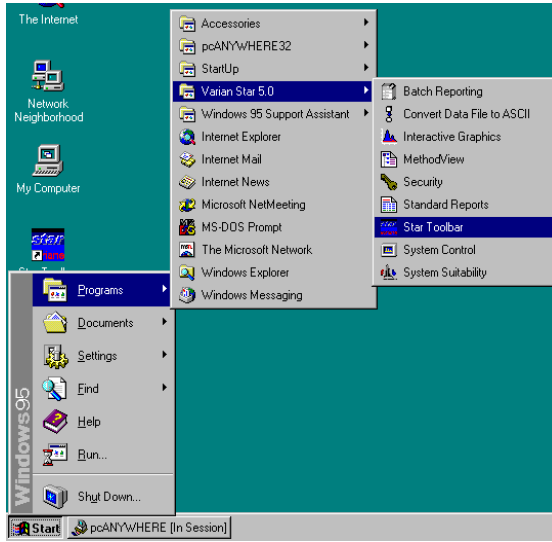 The Internet
Network
Neighborhood
My Computer
Star
Accessories
pcANYWHERE32
StartUp
Varian Star 5.0
Windows 95 Support Assistant
Internet Explorer
Internet Mail
Internet News
Microsoft NetMeeting
MS-DOS Prompt
The Microsoft Network
Windows Explorer
Windows Messaging
Batch Reporting
Convert Data File to ASCII
Interactive Graphics
MethodView
Security
Standard Reports
Star Toolbar
System Control
System Suitability
Programs
Documents
Settings
Find
Help
Run...
Shut Down...
Windows95
Start
pcANYWHERE [In Session]